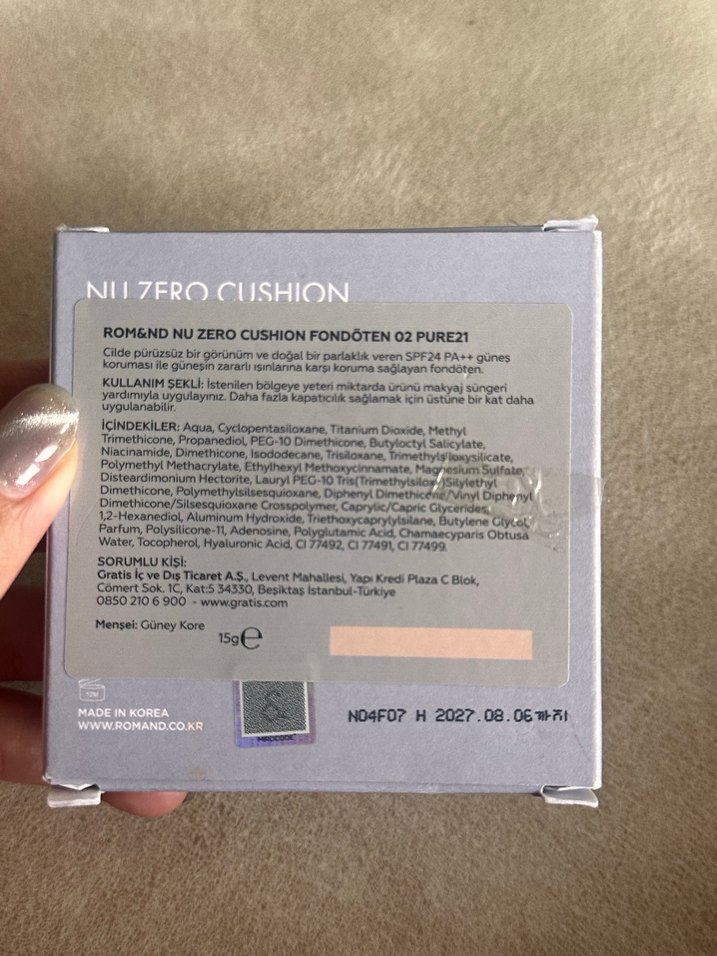 NU ZERO CUSHION
ROM&ND NU ZERO CUSHION FONDÖTEN 02 PURE21
Cilde pürüzsüz bir görünüm ve doğal bir parlaklık veren SPF24 PA++ güneş
koruması ile güneşin zararlı ışınlarına karşı koruma sağlayan fondöten.
KULLANIM ŞEKLİ: İstenilen bölgeye yeteri miktarda ürünü makyaj süngeri
yardımıyla uygulayınız. Daha fazla kapatıcılık sağlamak için üstüne bir kat daha
uygulanabilir.
İÇİNDEKİLER: Aqua, Cyclopentasiloxane, Titanium Dioxide, Methyl
Trimethicone, Propanediol, PEG-10 Dimethicone, Butyloctyl Salicylate,
Niacinamide, Dimethicone, Isododecane, Trisiloxane, Trimethylsiloxysilicate,
Polymethyl Methacrylate, Ethylhexyl Methoxycinnamate, Magnesium Sulfate,
Disteardimonium Hectorite, Lauryl PEG-10 Tris(Trimethylsiloxy)Silylethyl
Dimethicone, Polymethylsilsesquioxane, Diphenyl Dimethicone/Vinyl Diphenyl
Dimethicone/Silsesquioxane Crosspolymer, Caprylic/Capric Glycerides,
1,2-Hexanediol, Aluminum Hydroxide, Triethoxycaprylylsilane, Butylene Glycol,
Parfum, Polysilicone-11, Adenosine, Polyglutamic Acid, Chamaecyparis Obtusa
Water, Tocopherol, Hyaluronic Acid, CI 77492, CI 77491, CI 77499.
SORUMLU KİŞİ:
Gratis İç ve Dış Ticaret A.Ş., Levent Mahallesi, Yapı Kredi Plaza C Blok,
Cömert Sok. 1C, Kat:5 34330, Beşiktaş İstanbul-Türkiye
0850 210 6 900 - www.gratis.com
Menşei: Güney Kore
15g e
12M
MADE IN KOREA
WWW.ROMAND.CO.KR
MADCODE
N04F07 H 2027.08.06까지